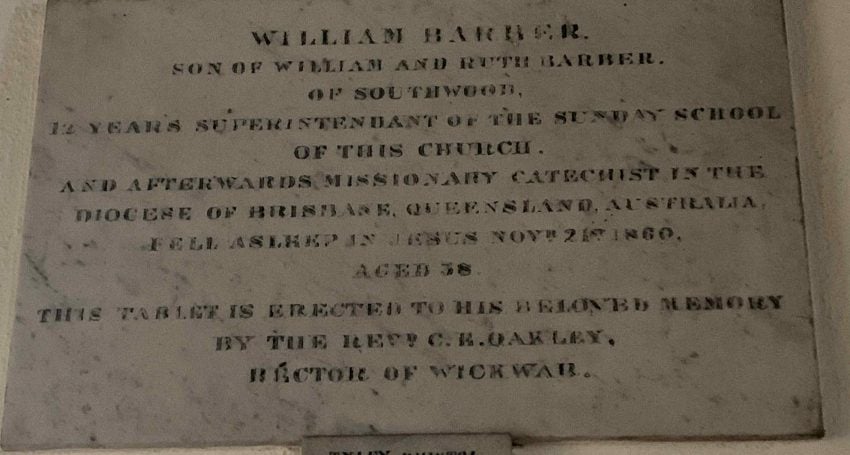 WILLIAM BARBER.
SON OF WILLIAM AND RUTH BARBER.
OF SOUTHWOOD,
12 YEARS SUPERINTENDANT OF THE SUNDAY SCHOOL
OF THIS CHURCH.
AND AFTERWARDS MISSIONARY CATECHIST IN THE
DIOCESE OF BRISBANE, QUEENSLAND, AUSTRALIA,
FELL ASLEEP IN JESUS NOVR 21ST 1860,
AGED 38
THIS TABLET IS ERECTED TO HIS BELOVED MEMORY
BY THE REVD C. OAKLEY,
RECTOR OF WICKWAR.
BRISTOL